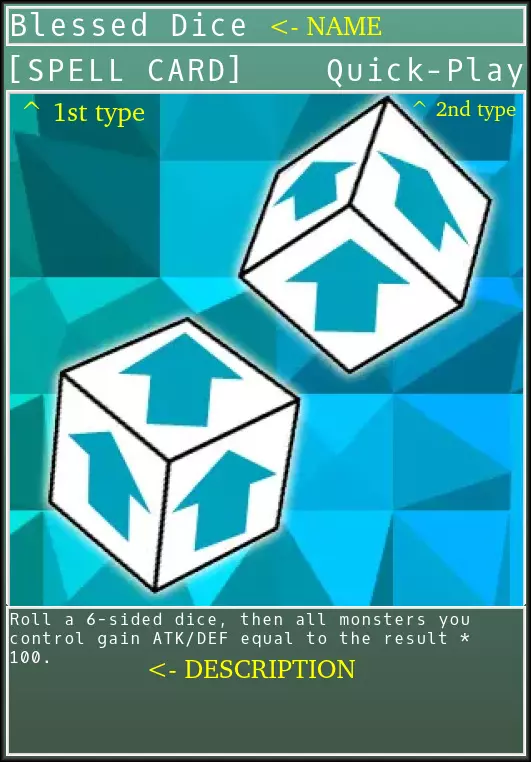 Blessed Dice <- NAME
[SPELL CARD] Quick-Play
^ 1st type ^ 2nd type
Roll a 6-sided dice, then all monsters you
control gain ATK/DEF equal to the result *
100.
<- DESCRIPTION